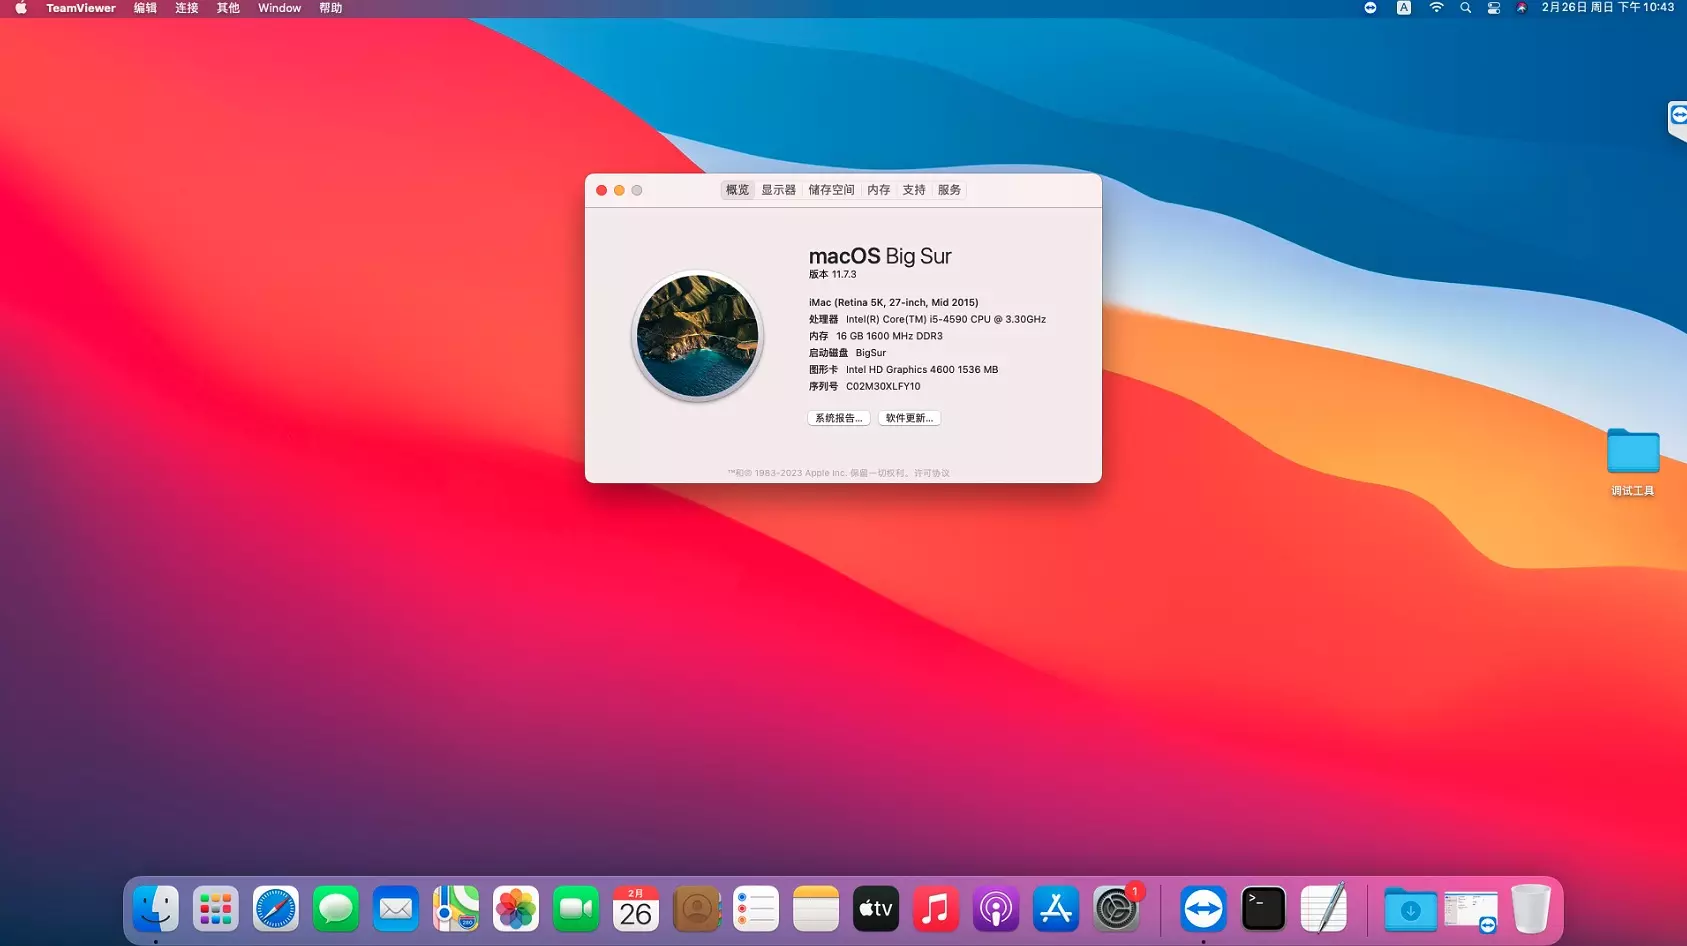 TeamViewer 编辑 连接 其他 Window 帮助
A 2月26日 周日 下午10:43
概览 显示器 储存空间 内存 支持 服务
macOS Big Sur
版本 11.7.3
iMac (Retina 5K, 27-inch, Mid 2015)
处理器 Intel(R) Core(TM) i5-4590 CPU @ 3.30GHz
内存 16 GB 1600 MHz DDR3
启动磁盘 BigSur
图形卡 Intel HD Graphics 4600 1536 MB
序列号 C02M30XLFY10
系统报告... 软件更新...
™和© 1983-2023 Apple Inc. 保留一切权利。许可协议
调试工具
280
2月
26
tv
1
>_